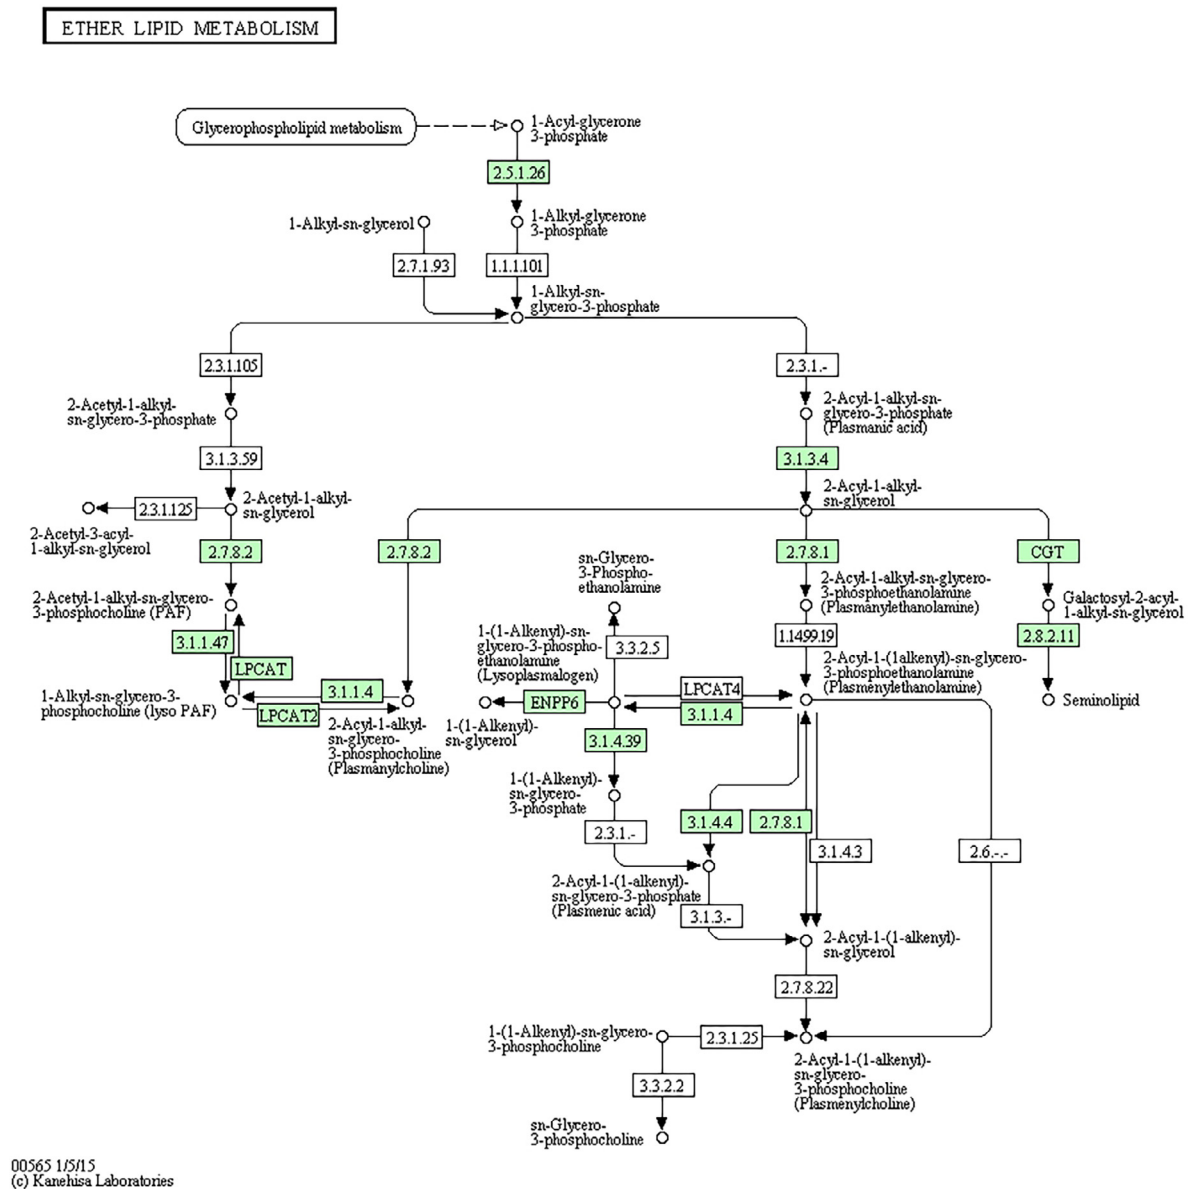 ETHER LIPID METABOLISM
Glycerophospholipid metabolism
1-Acyl-glycerone
3-phosphate
2.5.1.26
1-Alkyl-sn-glycerol
1-Alkyl-glycerone
3-phosphate
2.7.1.93
1.1.1.101
1-Alkyl-sn-
glycero-3-phosphate
2.3.1.105
2.3.1.-
2-Acetyl-1-alkyl-
sn-glycero-3-phosphate
2-Acyl-1-alkyl-sn-
glycero-3-phosphate
(Plasmanic acid)
3.1.3.59
3.1.3.4
2.3.1.125
2-Acetyl-1-alkyl-
sn-glycerol
2-Acyl-1-alkyl-
sn-glycerol
2-Acetyl-3-acyl-
1-alkyl-sn-glycerol
2.7.8.2
2.7.8.2
2.7.8.1
CGT
sn-Glycero-
3-Phospho-
ethanolamine
2-Acetyl-1-alkyl-sn-glycero-
3-phosphocholine (PAF)
2-Acyl-1-alkyl-sn-glycero-
3-phosphoethanolamine
(Plasmanylethanolamine)
Galactosyl-2-acyl-
1-alkyl-sn-glycerol
3.1.1.47
LPCAT
1-(1-Alkenyl)-sn-
glycero-3-phospho-
ethanolamine
(Lysoplasmalogen)
3.3.2.5
1.14.99.19
2.8.2.11
2-Acyl-1-(1alkenyl)-sn-glycero-
3-phosphoethanolamine
(Plasmenylethanolamine)
1-Alkyl-sn-glycero-3-
phosphocholine (lyso PAF)
3.1.1.4
LPCAT2
2-Acyl-1-alkyl-
sn-glycero-
3-phosphocholine
(Plasmanylcholine)
1-(1-Alkenyl)-
sn-glycerol
ENPP6
LPCAT4
3.1.1.4
Seminolipid
3.1.4.39
1-(1-Alkenyl)-
sn-glycero-
3-phosphate
2.3.1.-
3.1.4.4
2.7.8.1
3.1.4.3
2.6.-.-
2-Acyl-1-(1-alkenyl)-
sn-glycero-3-phosphate
(Plasmenic acid)
3.1.3.-
2-Acyl-1-(1-alkenyl)-
sn-glycerol
2.7.8.22
1-(1-Alkenyl)-sn-glycero-
3-phosphocholine
2.3.1.25
2-Acyl-1-(1-alkenyl)-
sn-glycero-
3-phosphocholine
(Plasmenylcholine)
3.3.2.2
sn-Glycero-
3-phosphocholine
00565 1/5/15
(c) Kanehisa Laboratories